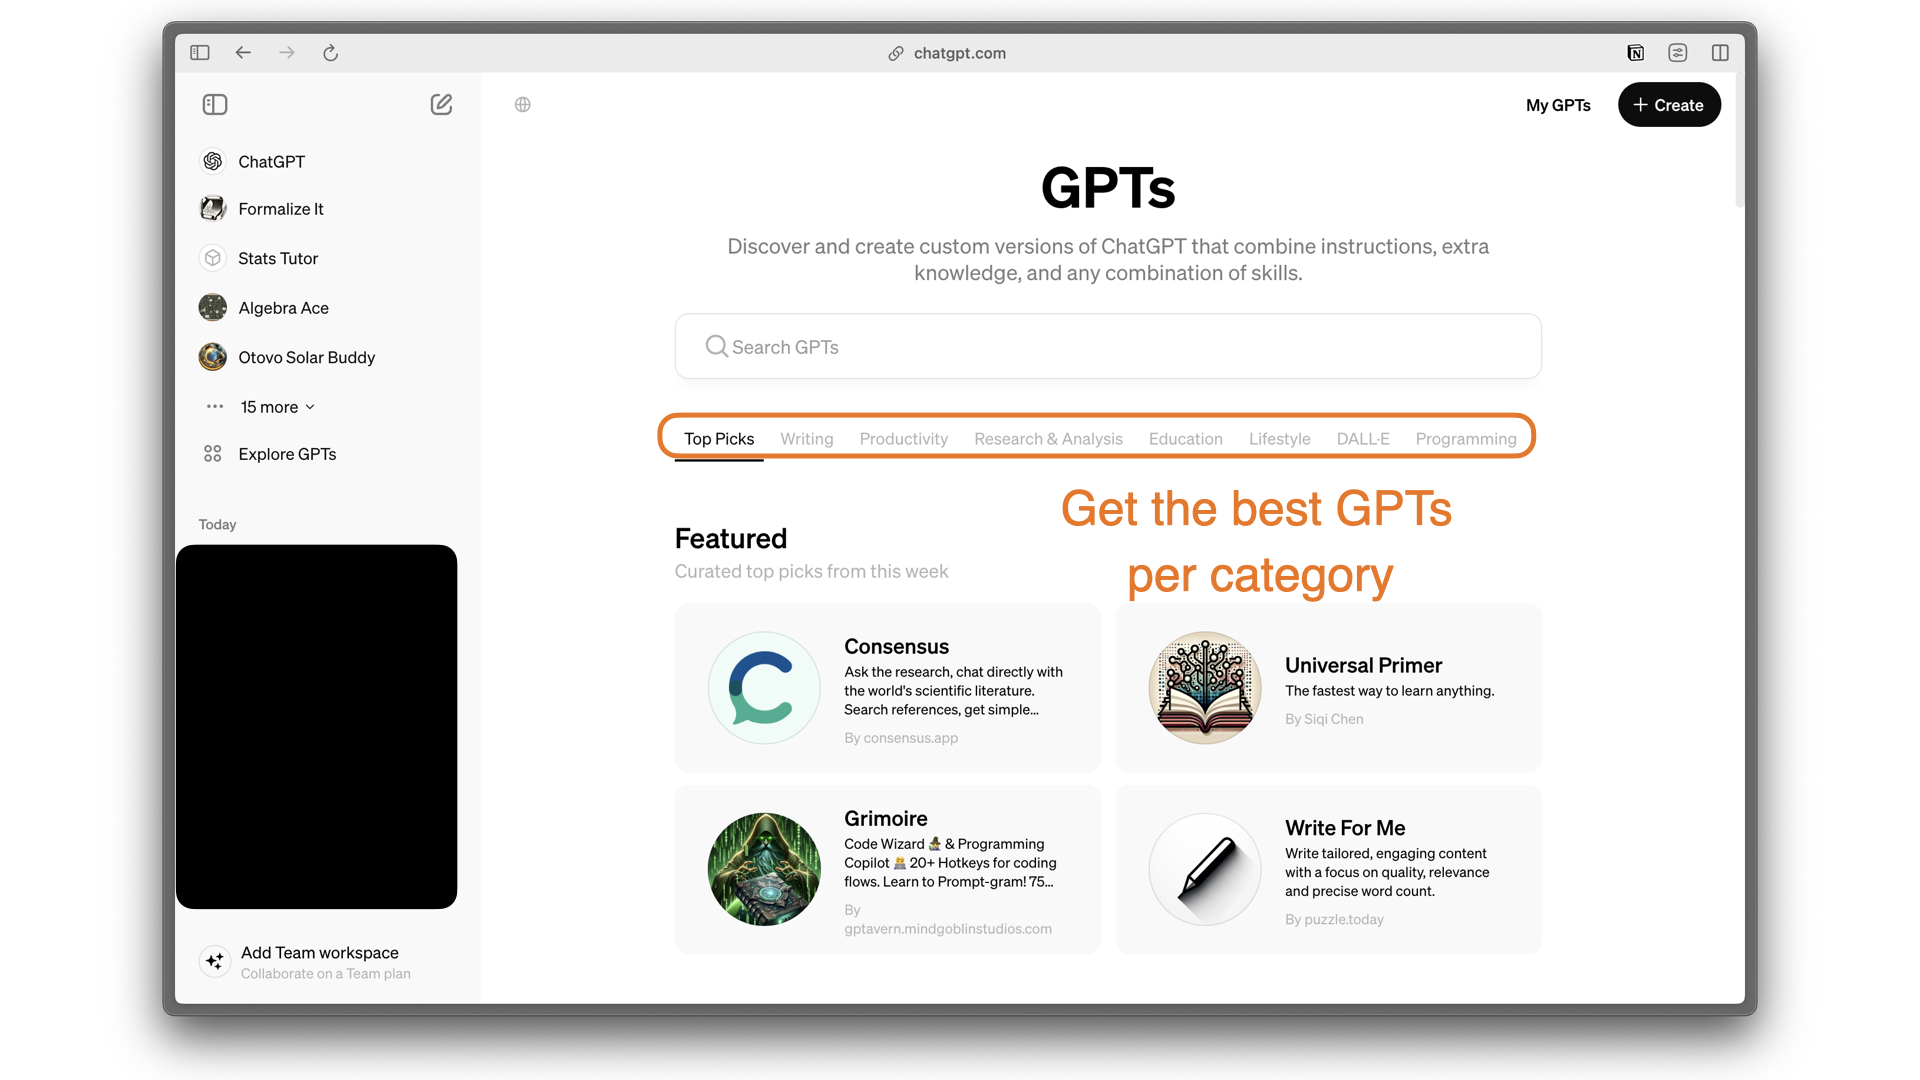 chatgpt.com
My GPTs
Create
ChatGPT
Formalize It
Stats Tutor
Algebra Ace
Otovo Solar Buddy
15 more
Explore GPTs
Today
Add Team workspace
Collaborate on a Team plan
GPTs
Discover and create custom versions of ChatGPT that combine instructions, extra
knowledge, and any combination of skills.
Search GPTs
Top Picks Writing Productivity Research & Analysis Education Lifestyle DALL·E Programming
Get the best GPTs
per category
Featured
Curated top picks from this week
Consensus
Ask the research, chat directly with
the world's scientific literature.
Search references, get simple...
By consensus.app
Universal Primer
The fastest way to learn anything.
By Siqi Chen
Grimoire
Code Wizard 🧙‍♀️ & Programming
Copilot 🧑‍💻 20+ Hotkeys for coding
flows. Learn to Prompt-gram! 75...
By
gptavern.mindgoblinstudios.com
Write For Me
Write tailored, engaging content
with a focus on quality, relevance
and precise word count.
By puzzle.today